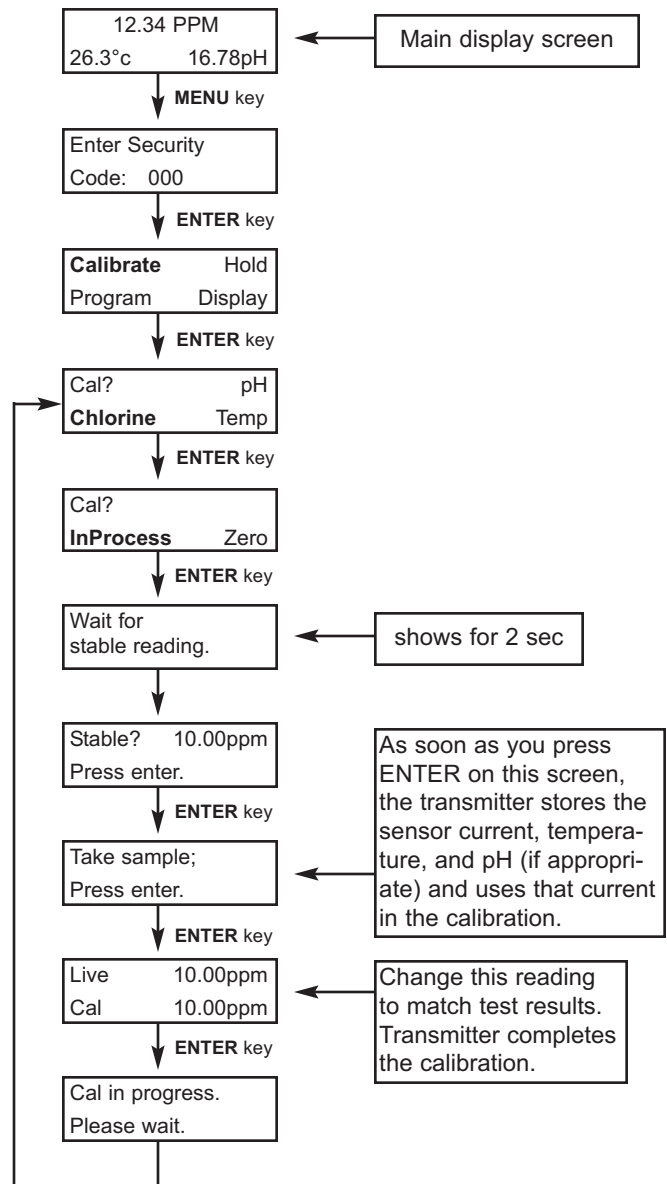 12.34 PPM
26.3°c 16.78pH
Main display screen
MENU key
Enter Security
Code: 000
ENTER key
Calibrate Hold
Program Display
ENTER key
Cal? pH
Chlorine Temp
ENTER key
Cal?
InProcess Zero
ENTER key
Wait for
stable reading.
shows for 2 sec
Stable? 10.00ppm
Press enter.
ENTER key
Take sample;
Press enter.
As soon as you press
ENTER on this screen,
the transmitter stores the
sensor current, tempera-
ture, and pH (if appropri-
ate) and uses that current
in the calibration.
ENTER key
Live 10.00ppm
Cal 10.00ppm
Change this reading
to match test results.
Transmitter completes
the calibration.
ENTER key
Cal in progress.
Please wait.